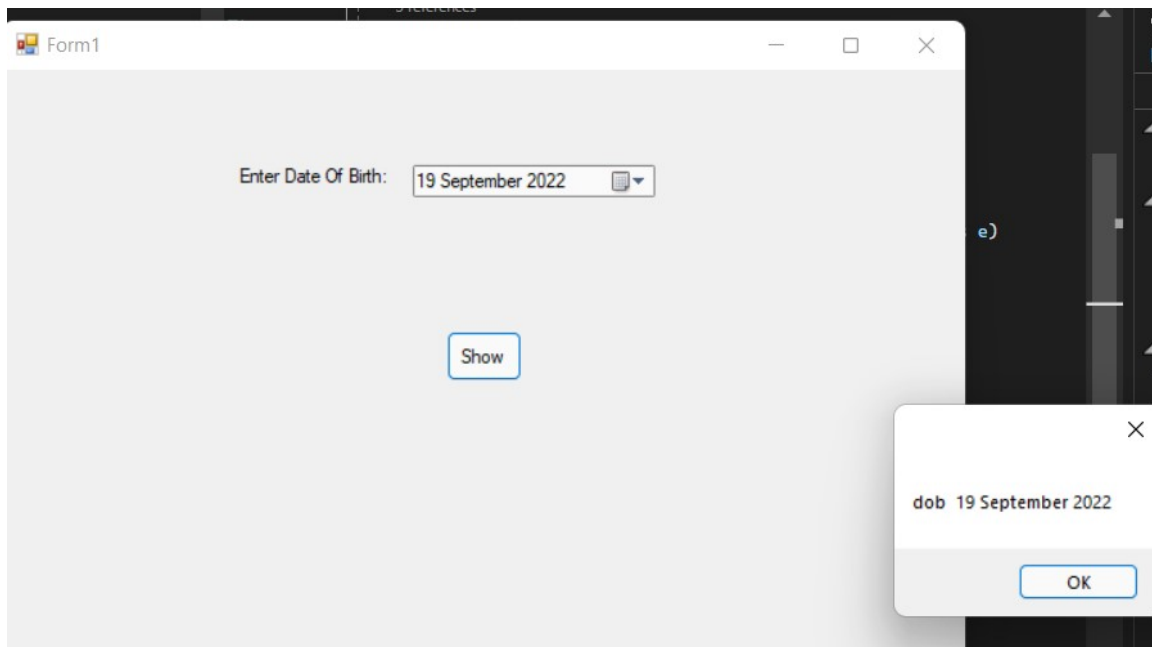 Form1
Enter Date Of Birth: 19 September 2022
e)
Show
dob 19 September 2022
OK